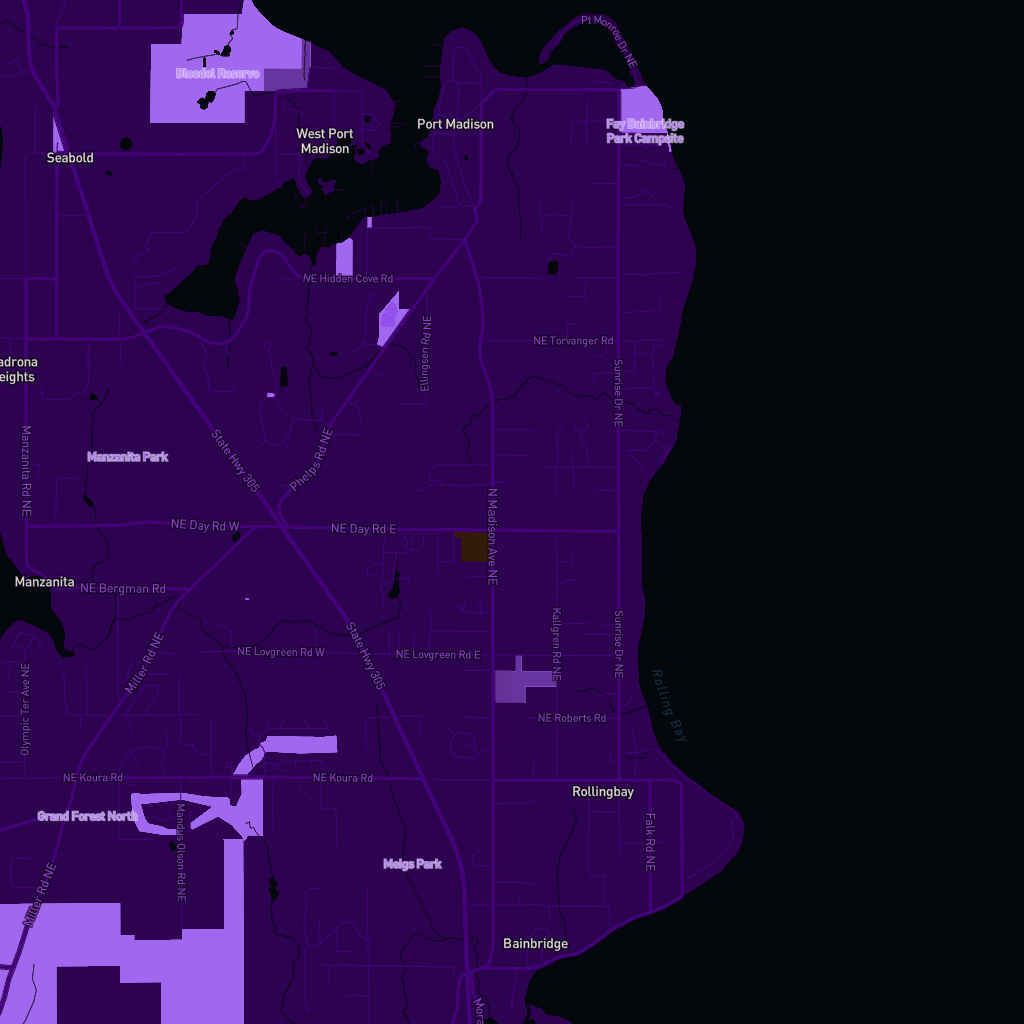 Pt Monroe Dr NE
Bloedel Reserve
Port Madison
Fay Bainbridge
Park Campsite
West Port
Madison
Seabold
NE Hidden Cove Rd
Ellingsen Rd NE
NE Torvanger Rd
Sunrise Dr NE
adrona
eights
Manzanita Rd NE
Manzanita Park
State Hwy 305
Phelps Rd NE
N Madison Ave NE
NE Day Rd W
NE Day Rd E
Manzanita
NE Bergman Rd
Kallgren Rd NE
Sunrise Dr NE
State Hwy 305
Miller Rd NE
NE Lovgreen Rd W
NE Lovgreen Rd E
Olympic Ter Ave NE
Rolling Bay
NE Roberts Rd
NE Koura Rd
NE Koura Rd
Rollingbay
Grand Forest North
Mandus Olson Rd NE
Falk Rd NE
Meigs Park
Miller Rd NE
Bainbridge
Mora